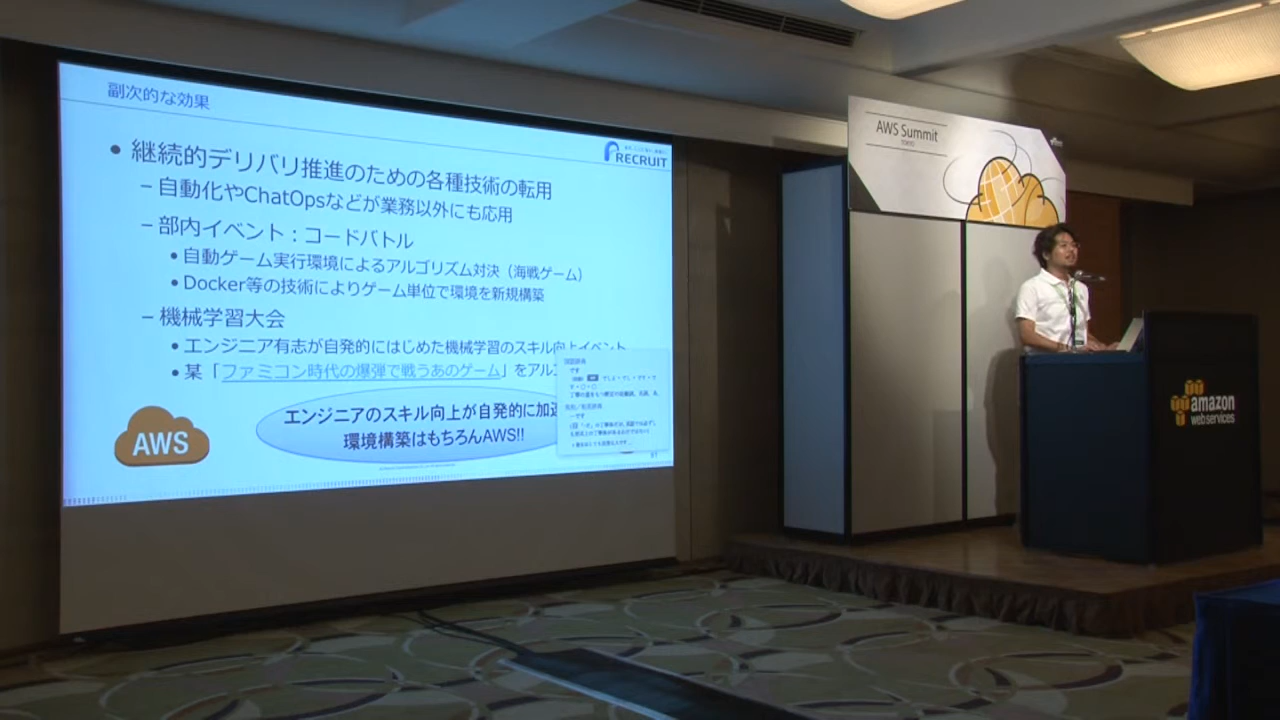 副次的な効果
RECRUIT
• 継続的デリバリ推進のための各種技術の転用
– 自動化やChatOpsなどが業務以外にも応用
– 部内イベント：コードバトル
• 自動ゲーム実行環境によるアルゴリズム対決（海戦ゲーム）
• Docker等の技術によりゲーム単位で環境を新規構築
– 機械学習大会
• エンジニア有志が自発的にはじめた機械学習のスキル向上イベント
• 某「ファミコン時代の爆弾で戦うあのゲーム」をアルゴ
エンジニアのスキル向上が自発的に加速
環境構築はもちろんAWS!!
AWS
AWS Summit
TOKYO
amazon
web services